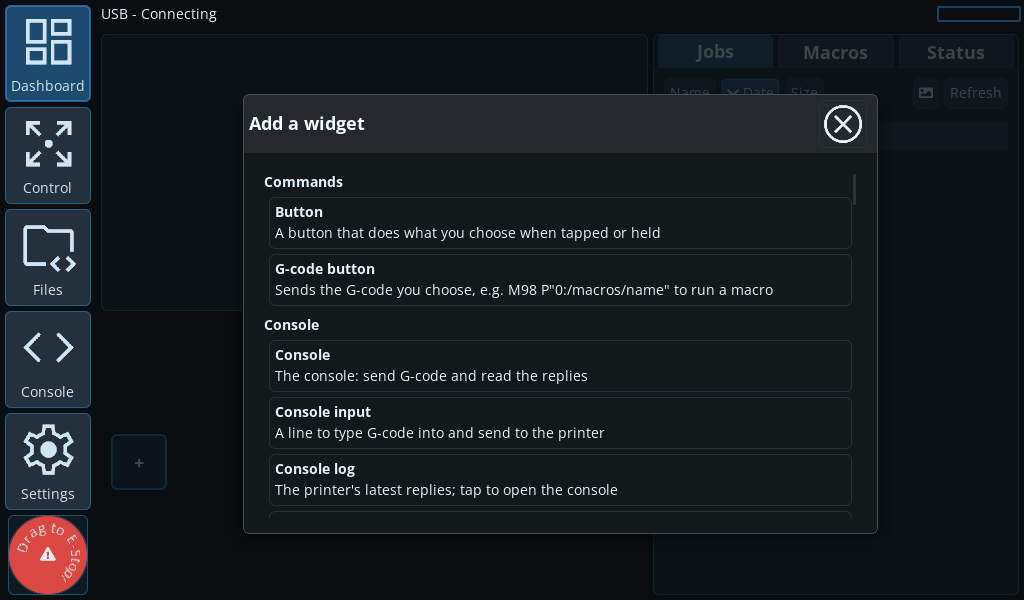 USB - Connecting
Dashboard
Control
Files
Console
Settings
Drag to E-Stop!
Jobs
Macros
Status
Name
Date
Size
Refresh
Add a widget
Commands
Button
A button that does what you choose when tapped or held
G-code button
Sends the G-code you choose, e.g. M98 P"0:/macros/name" to run a macro
Console
Console
The console: send G-code and read the replies
Console input
A line to type G-code into and send to the printer
Console log
The printer's latest replies; tap to open the console
+